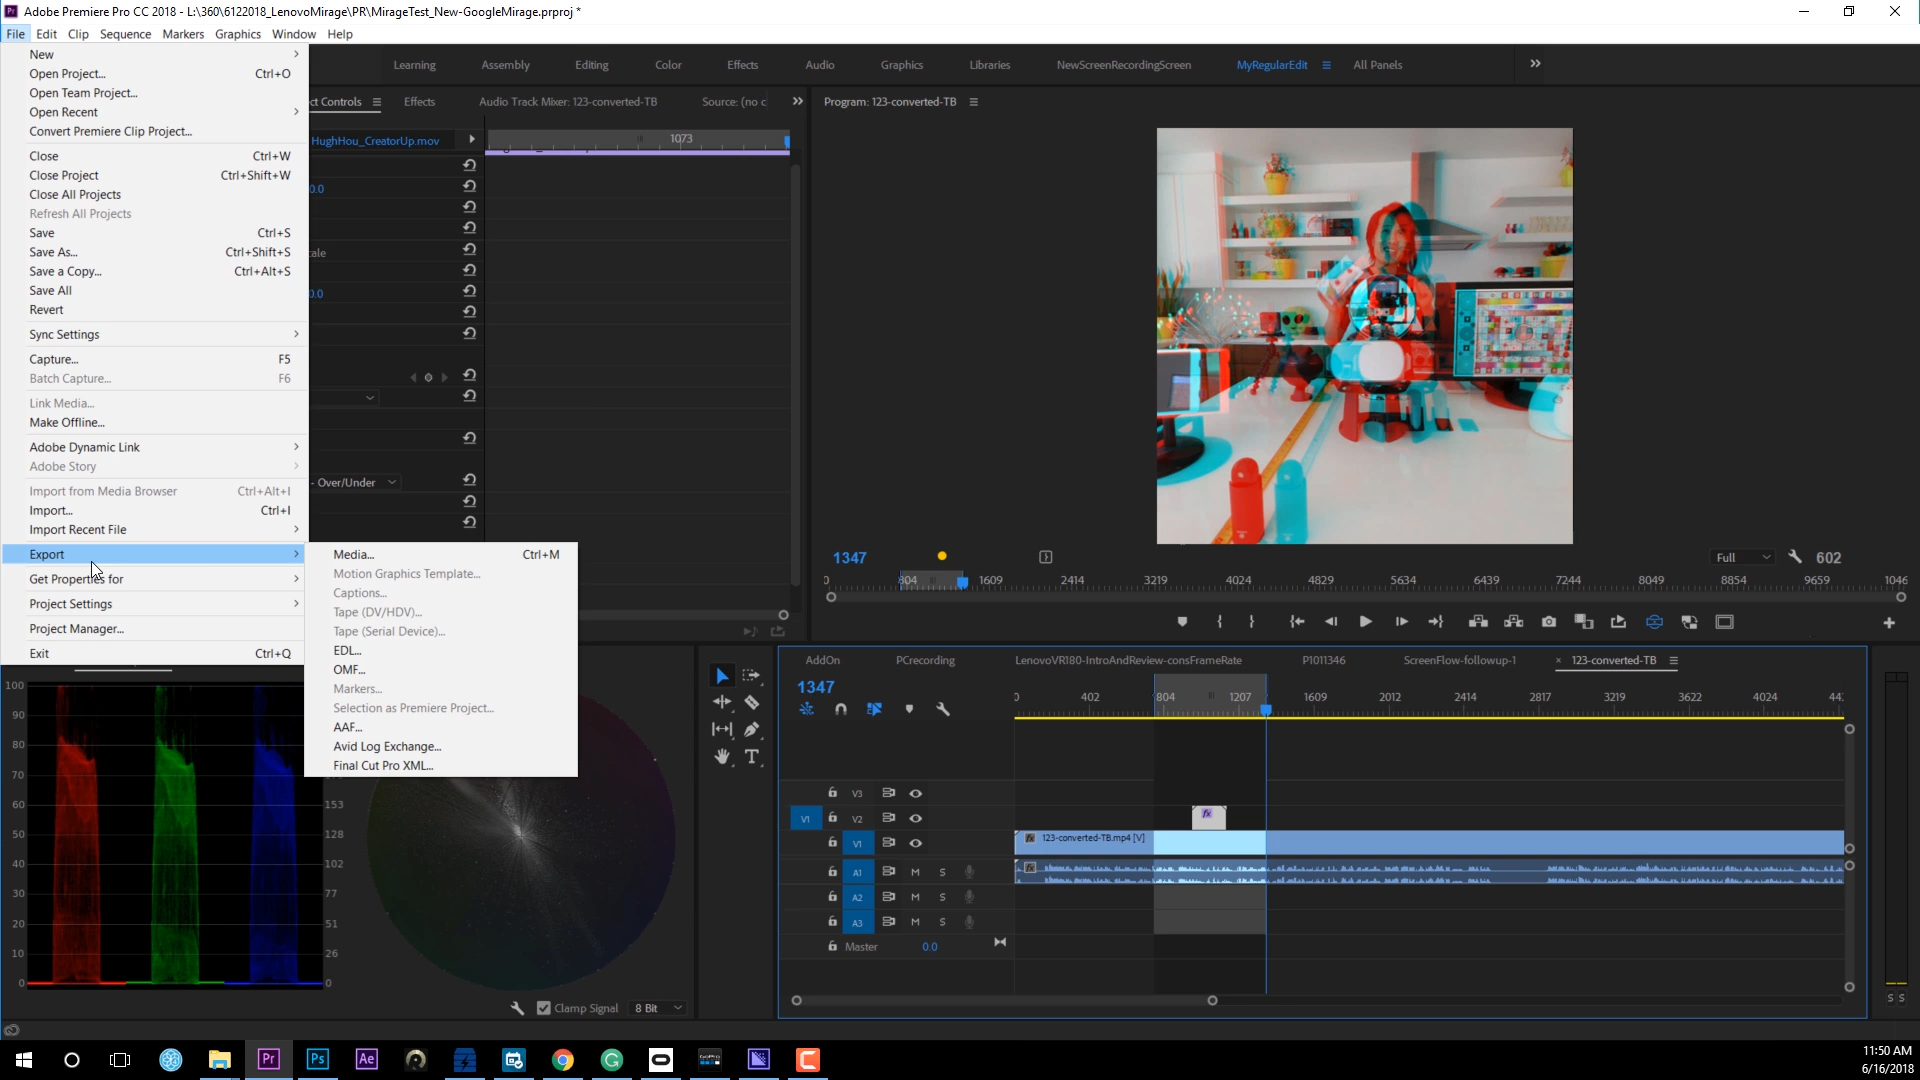 Adobe Premiere Pro CC 2018 - L:\360\6122018_LenovoMirage\PR\MirageTest_New-GoogleMirage.prproj *
File Edit Clip Sequence Markers Graphics Window Help
New
Open Project... Ctrl+O
Open Team Project...
Open Recent
Convert Premiere Clip Project...
Close Ctrl+W
Close Project Ctrl+Shift+W
Close All Projects
Refresh All Projects
Save Ctrl+S
Save As... Ctrl+Shift+S
Save a Copy... Ctrl+Alt+S
Save All
Revert
Sync Settings
Capture... F5
Batch Capture... F6
Link Media...
Make Offline...
Adobe Dynamic Link
Adobe Story
Import from Media Browser Ctrl+Alt+I
Import... Ctrl+I
Import Recent File
Export
Get Properties for
Project Settings
Project Manager...
Exit Ctrl+Q
Media... Ctrl+M
Motion Graphics Template...
Captions...
Tape (DV/HDV)...
Tape (Serial Device)...
EDL...
OMF...
Markers...
Selection as Premiere Project...
AAF...
Avid Log Exchange...
Final Cut Pro XML...
Learning Assembly Editing Color Effects Audio Graphics Libraries NewScreenRecordingScreen MyRegularEdit All Panels
ct Controls Effects Audio Track Mixer: 123-converted-TB Source: (no c
HughHou_CreatorUp.mov 1073
0.0
cale
0.0
- Over/Under
Program: 123-converted-TB
1347 Full 602
0 804 1609 2414 3219 4024 4829 5634 6439 7244 8049 8854 9659 1046
AddOn PCrecording LenovoVR180-IntroAndReview-consFrameRate P1011346 ScreenFlow-followup-1 × 123-converted-TB
1347
0 402 804 1207 1609 2012 2414 2817 3219 3622 4024 44
V3
V1 V2 fx
V1 fx 123-converted-TB.mp4 [V]
A1 M S fx
A2 M S
A3 M S
Master 0.0
S S
100
90
80
70
60 153
50 128
40 102
30 77
20 51
10 26
0 0
Clamp Signal 8 Bit
Pr Ps Ae
11:50 AM
6/16/2018